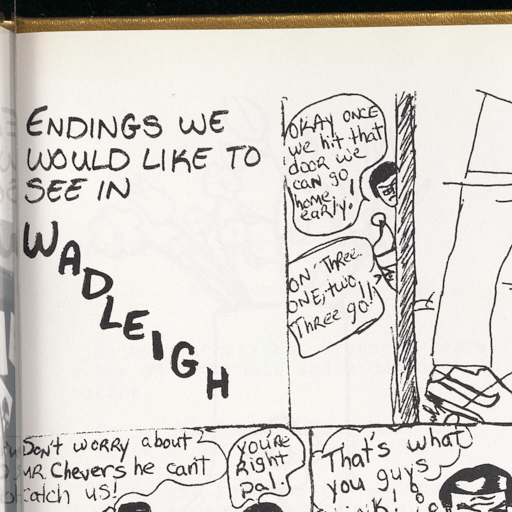 ENDINGS WE
WOULD LIKE TO
SEE IN
WADLEIGH
OKAY ONCE
we hit that
door we
can go
home
early!
ON THREE.
ONE, two
Three go!!
DON'T WORRY about
MR. Chevers he can't
catch us!
YOU'RE
Right
pal.
That's what
you guys